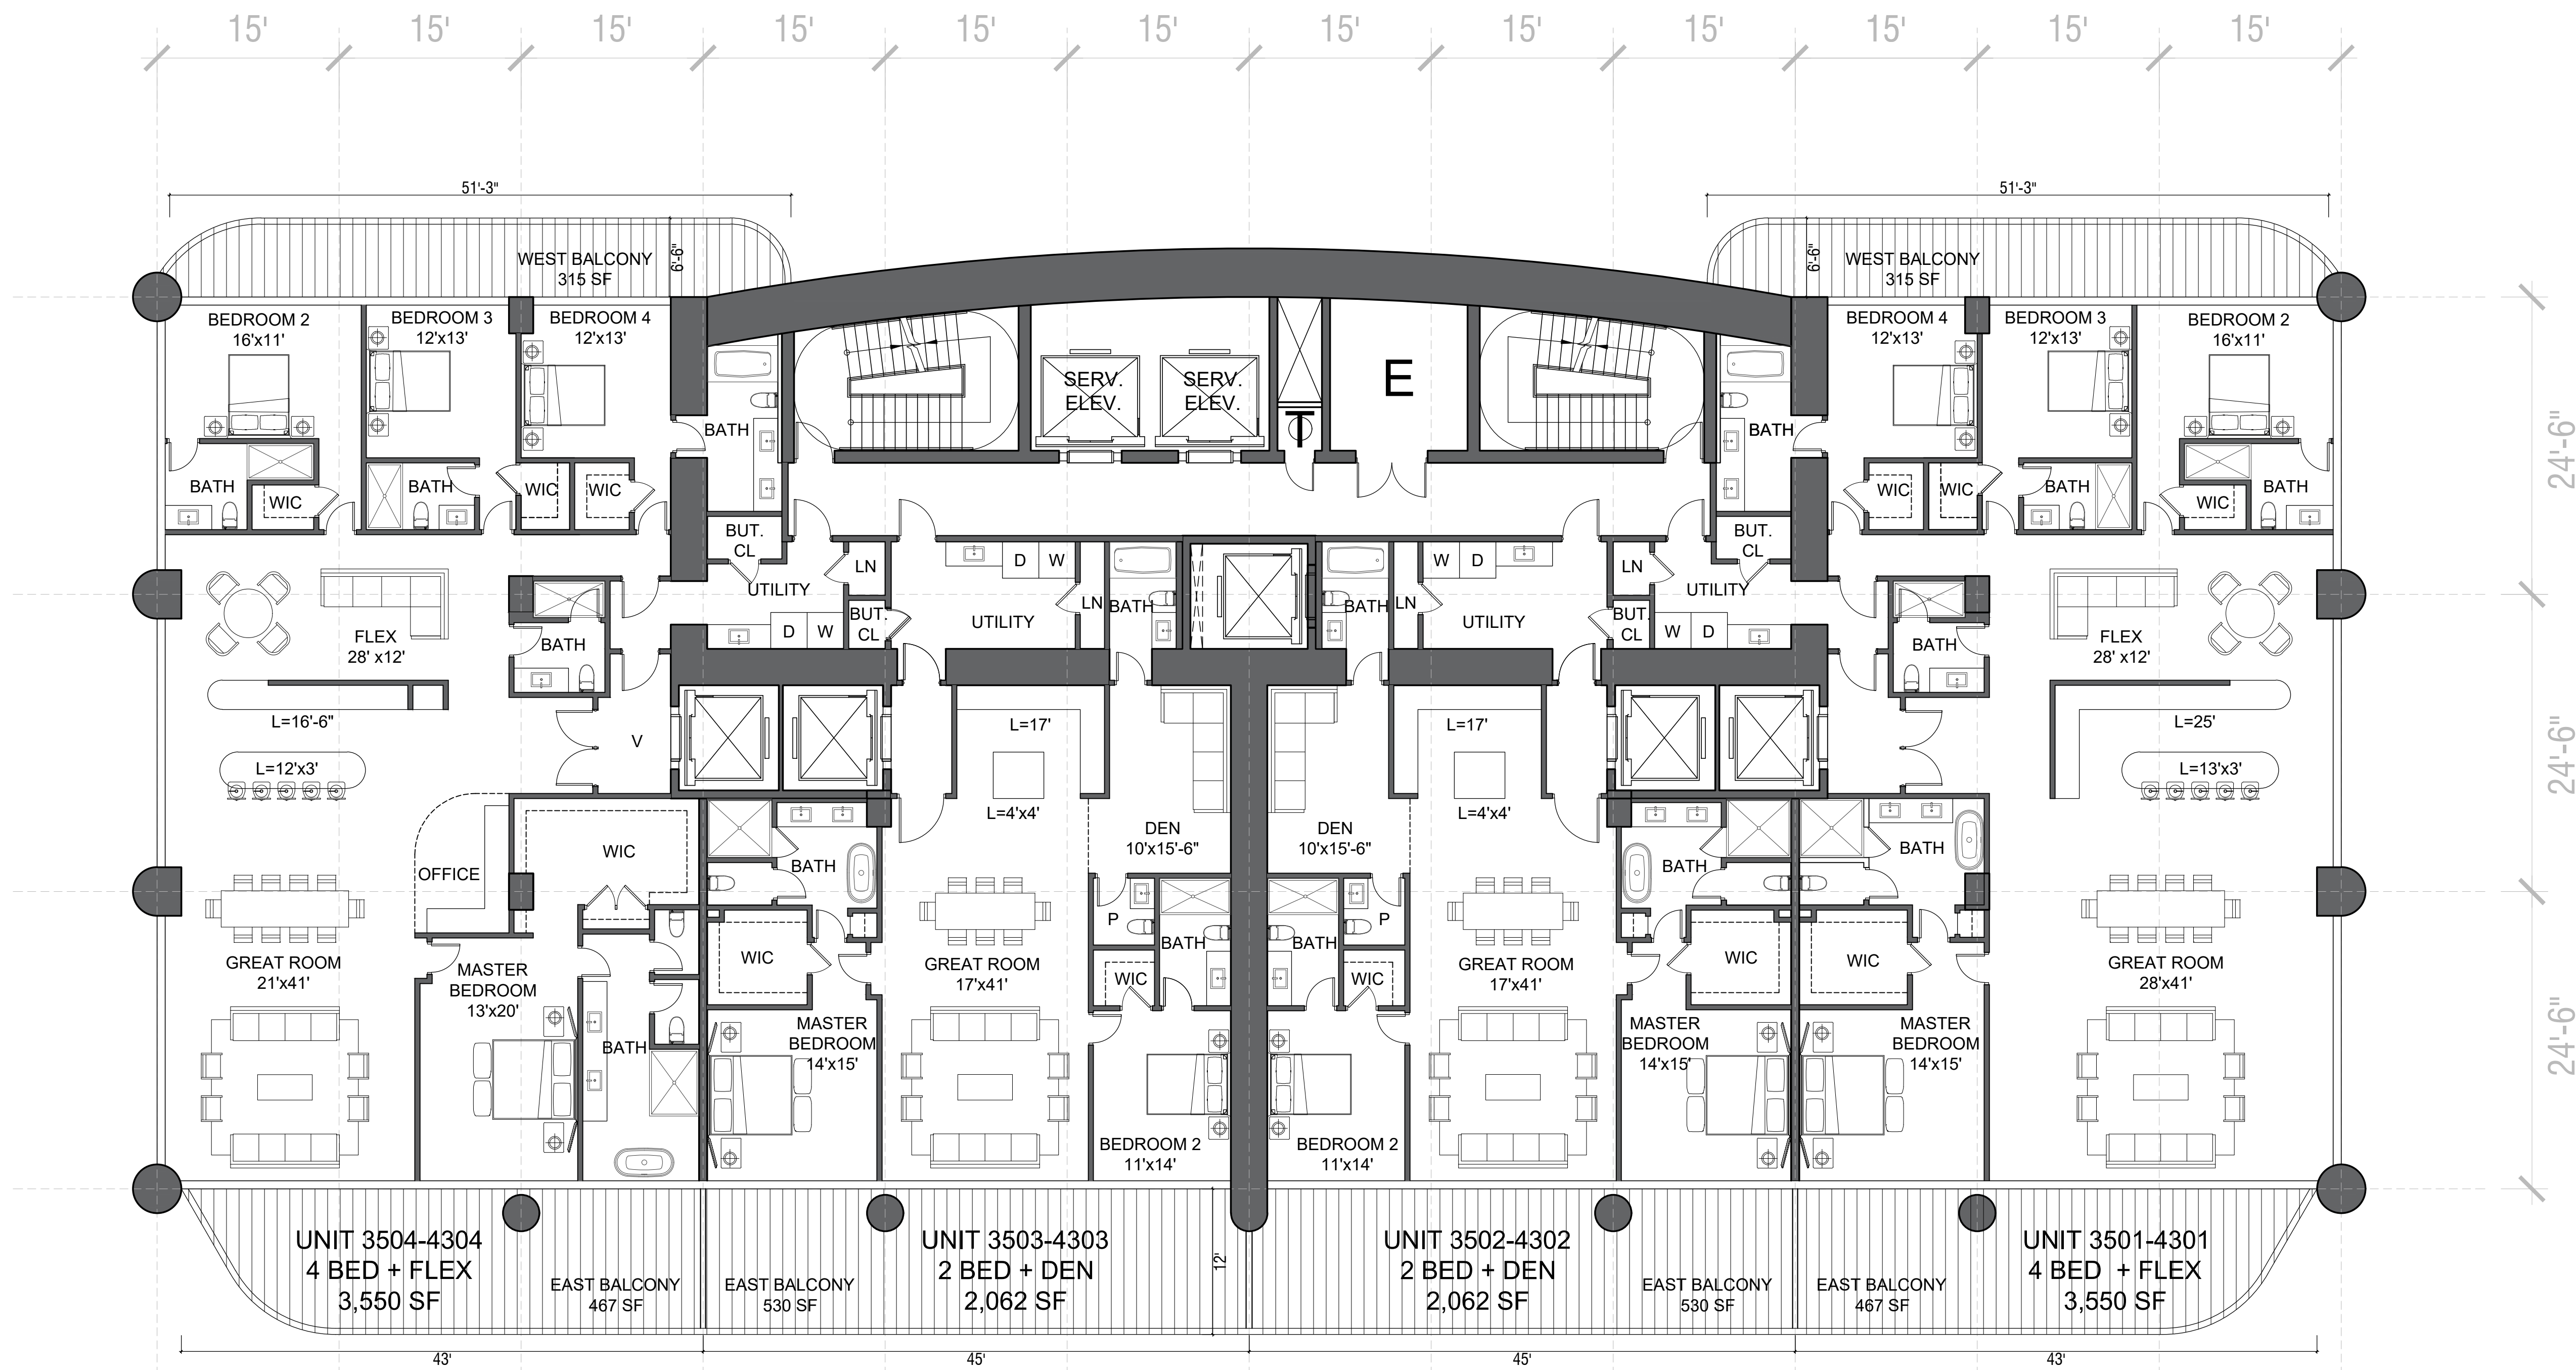 15' 15' 15' 15' 15' 15' 15' 15' 15' 15' 15' 15'
51'-3" 51'-3"
WEST BALCONY
315 SF
6'-6"
6'-6"
WEST BALCONY
315 SF
BEDROOM 2
16'x11'
BEDROOM 3
12'x13'
BEDROOM 4
12'x13'
BEDROOM 4
12'x13'
BEDROOM 3
12'x13'
BEDROOM 2
16'x11'
SERV.
ELEV.
SERV.
ELEV.
T
E
BATH
BATH
24'-6"
BATH
WIC
BATH
WIC
WIC
WIC
WIC
BATH
WIC
BATH
BUT.
CL
BUT.
CL
UTILITY
LN
D W
LN
BATH
BATH
LN
W D
LN
UTILITY
D W
BUT.
CL
UTILITY
UTILITY
BUT.
CL
W D
FLEX
28' x12'
BATH
BATH
FLEX
28' x12'
L=16'-6"
V
L=17'
L=17'
L=25'
24'-6"
L=12'x3'
L=13'x3'
L=4'x4'
L=4'x4'
OFFICE
WIC
BATH
DEN
10'x15'-6"
DEN
10'x15'-6"
BATH
BATH
P
P
BATH
BATH
WIC
WIC
WIC
WIC
WIC
GREAT ROOM
21'x41'
MASTER
BEDROOM
13'x20'
GREAT ROOM
17'x41'
GREAT ROOM
17'x41'
GREAT ROOM
28'x41'
24'-6"
BATH
MASTER
BEDROOM
14'x15'
MASTER
BEDROOM
14'x15'
MASTER
BEDROOM
14'x15'
BEDROOM 2
11'x14'
BEDROOM 2
11'x14'
UNIT 3504-4304
4 BED + FLEX
3,550 SF
EAST BALCONY
467 SF
EAST BALCONY
530 SF
UNIT 3503-4303
2 BED + DEN
2,062 SF
12'
UNIT 3502-4302
2 BED + DEN
2,062 SF
EAST BALCONY
530 SF
EAST BALCONY
467 SF
UNIT 3501-4301
4 BED + FLEX
3,550 SF
43' 45' 45' 43'